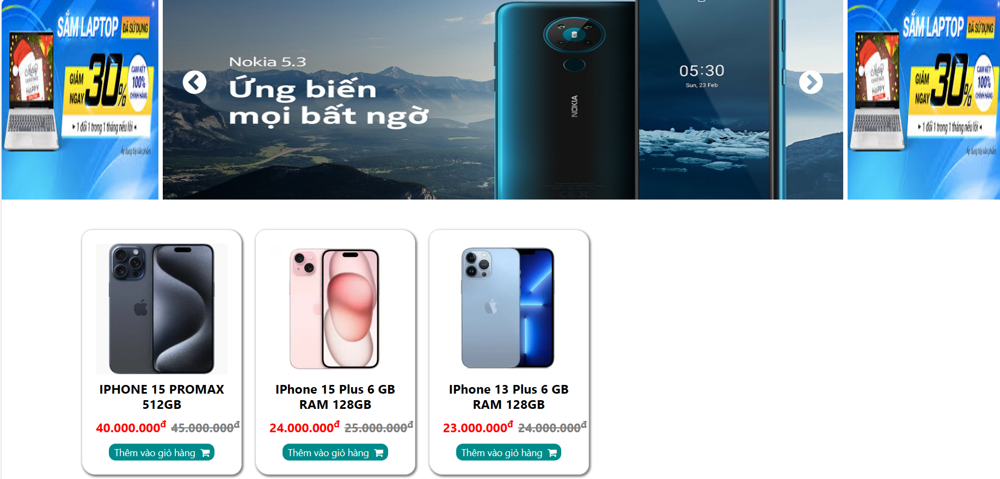 SẮM LAPTOP
ĐÃ SỬ DỤNG
GIẢM NGAY
30%
CAM KẾT
100%
CHÍNH HÃNG
Merry
CHRISTMAS
HAPPY
1 đổi 1 trong 1 tháng nếu lỗi
Áp dụng tùy sản phẩm
Nokia 5.3
Ứng biến
mọi bất ngờ
NOKIA
05:30
Sun, 23 Feb
SẮM LAPTOP
ĐÃ SỬ DỤNG
GIẢM NGAY
30%
CAM KẾT
100%
CHÍNH HÃNG
Merry
CHRISTMAS
HAPPY
1 đổi 1 trong 1 tháng nếu lỗi
Áp dụng tùy sản phẩm
IPHONE 15 PROMAX
512GB
40.000.000đ 45.000.000đ
Thêm vào giỏ hàng
IPhone 15 Plus 6 GB
RAM 128GB
24.000.000đ 25.000.000đ
Thêm vào giỏ hàng
IPhone 13 Plus 6 GB
RAM 128GB
23.000.000đ 24.000.000đ
Thêm vào giỏ hàng